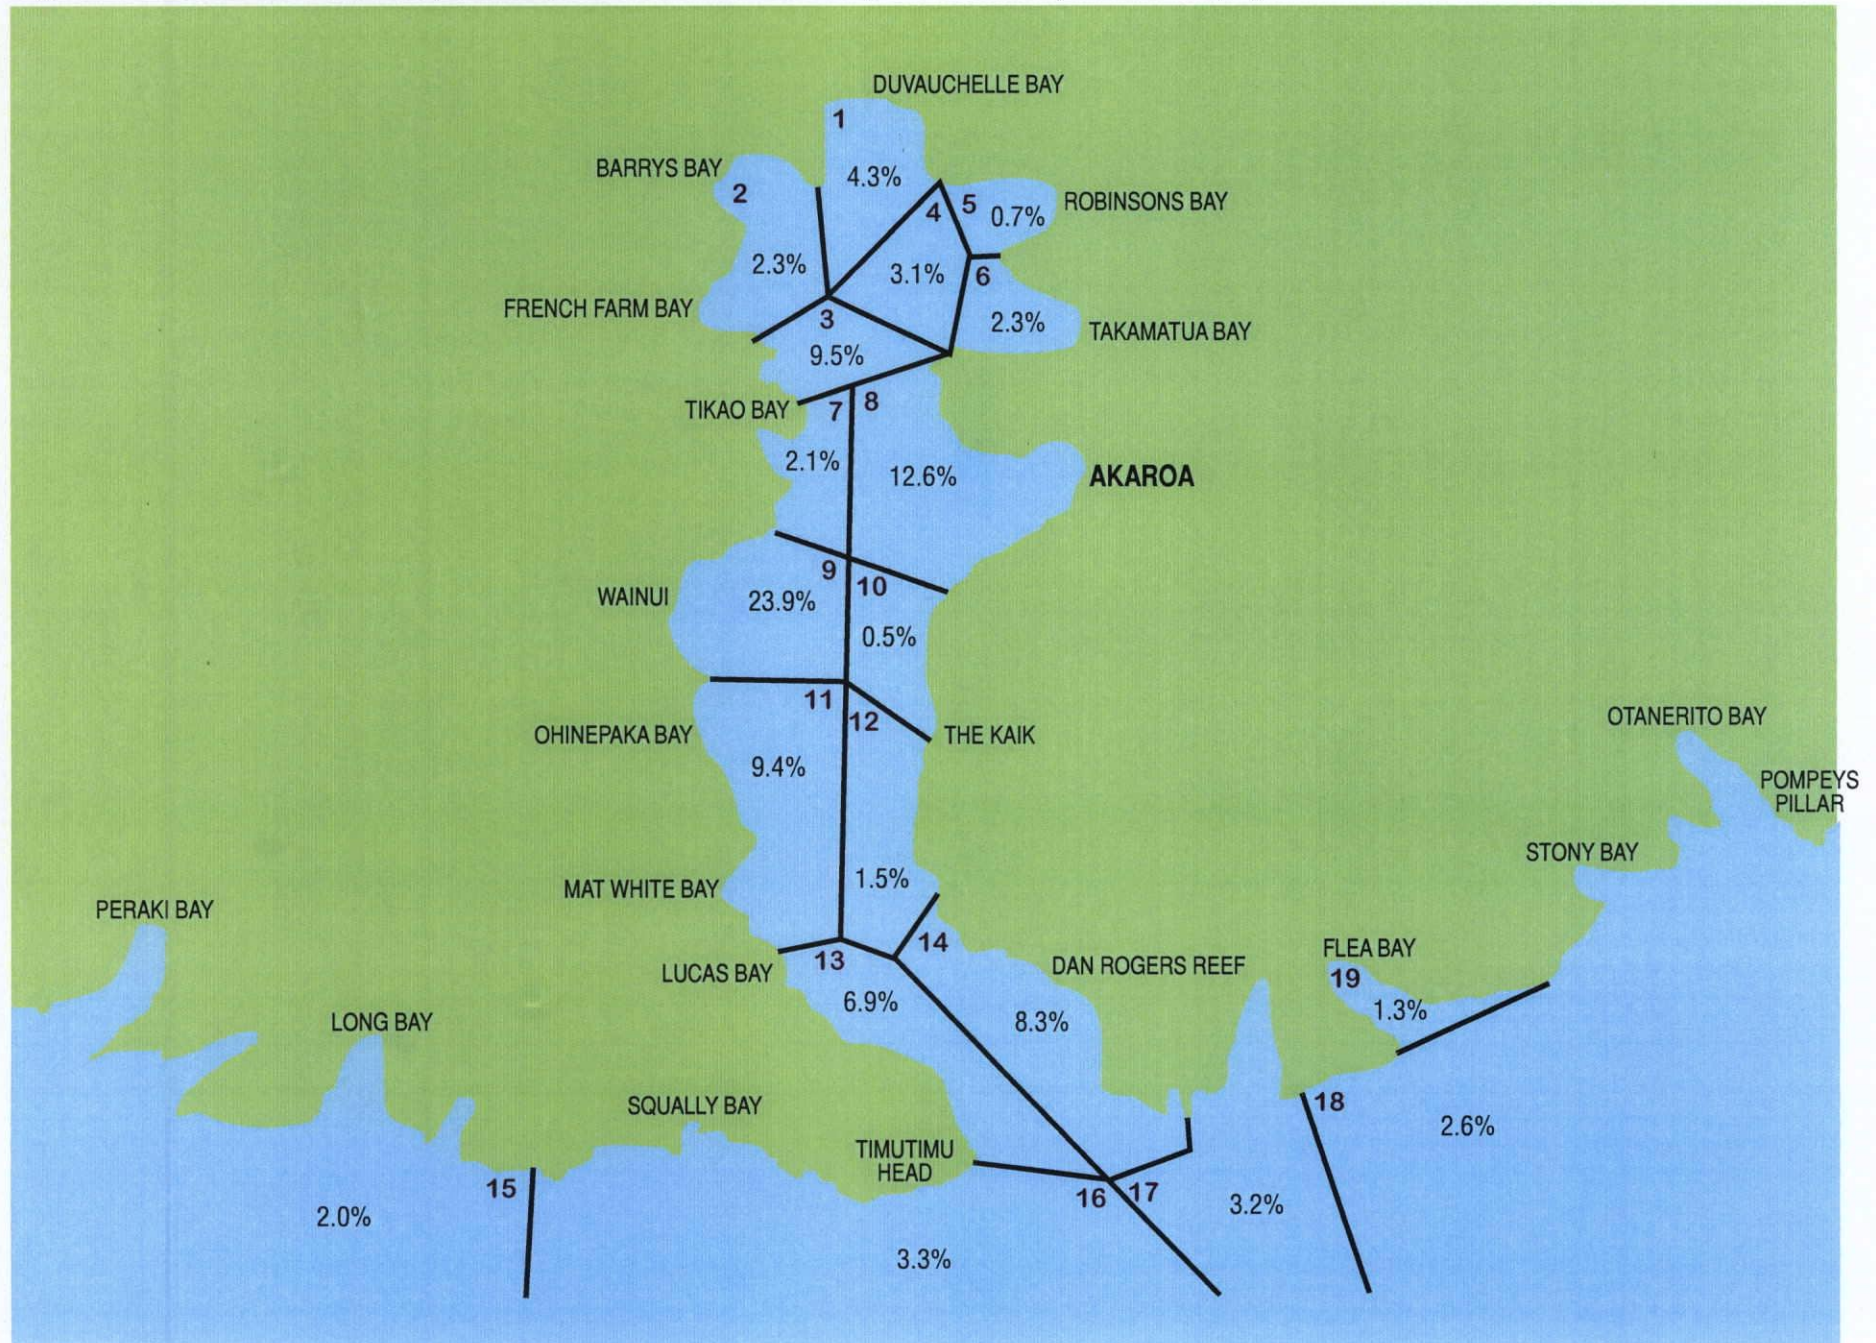 DUVAUCHELLE BAY
1
BARRYS BAY
2
4.3%
4
5
0.7%
ROBINSONS BAY
2.3%
3.1%
6
FRENCH FARM BAY
3
2.3%
TAKAMATUA BAY
9.5%
TIKAO BAY
7
8
2.1%
12.6%
AKAROA
9
10
WAINUI
23.9%
0.5%
11
12
OHINEPAKA BAY
THE KAIK
9.4%
OTANERITO BAY
POMPEYS
PILLAR
STONY BAY
MAT WHITE BAY
1.5%
PERAKI BAY
14
13
LUCAS BAY
DAN ROGERS REEF
FLEA BAY
19
6.9%
8.3%
1.3%
LONG BAY
SQUALLY BAY
18
2.6%
TIMUTIMU
HEAD
15
16
17
2.0%
3.2%
3.3%